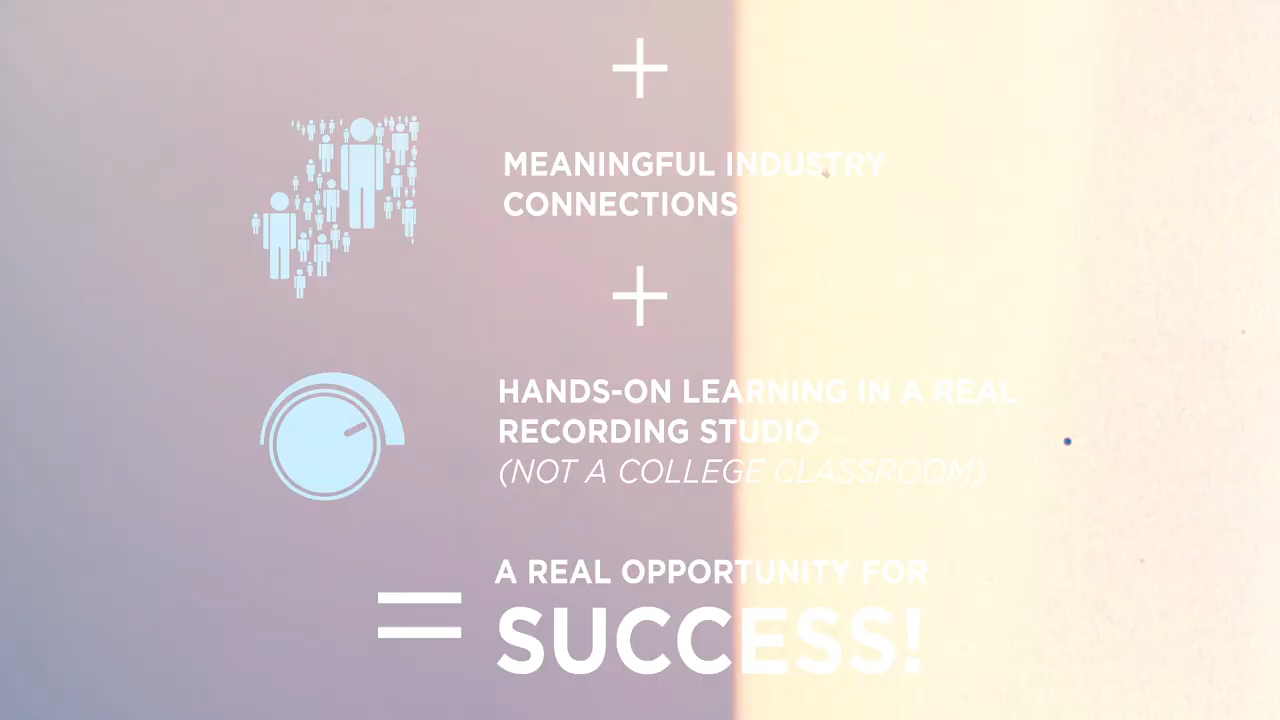 +
MEANINGFUL INDUSTRY
CONNECTIONS
+
HANDS-ON LEARNING IN A REAL
RECORDING STUDIO
(NOT A COLLEGE CLASSROOM)
A REAL OPPORTUNITY FOR
= SUCCESS!